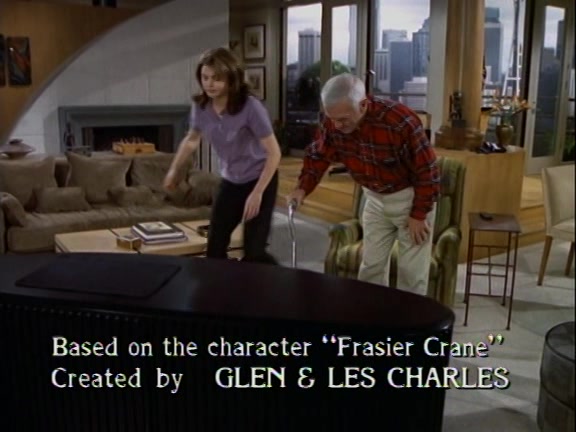 Based on the character "Frasier Crane"
Created by GLEN & LES CHARLES